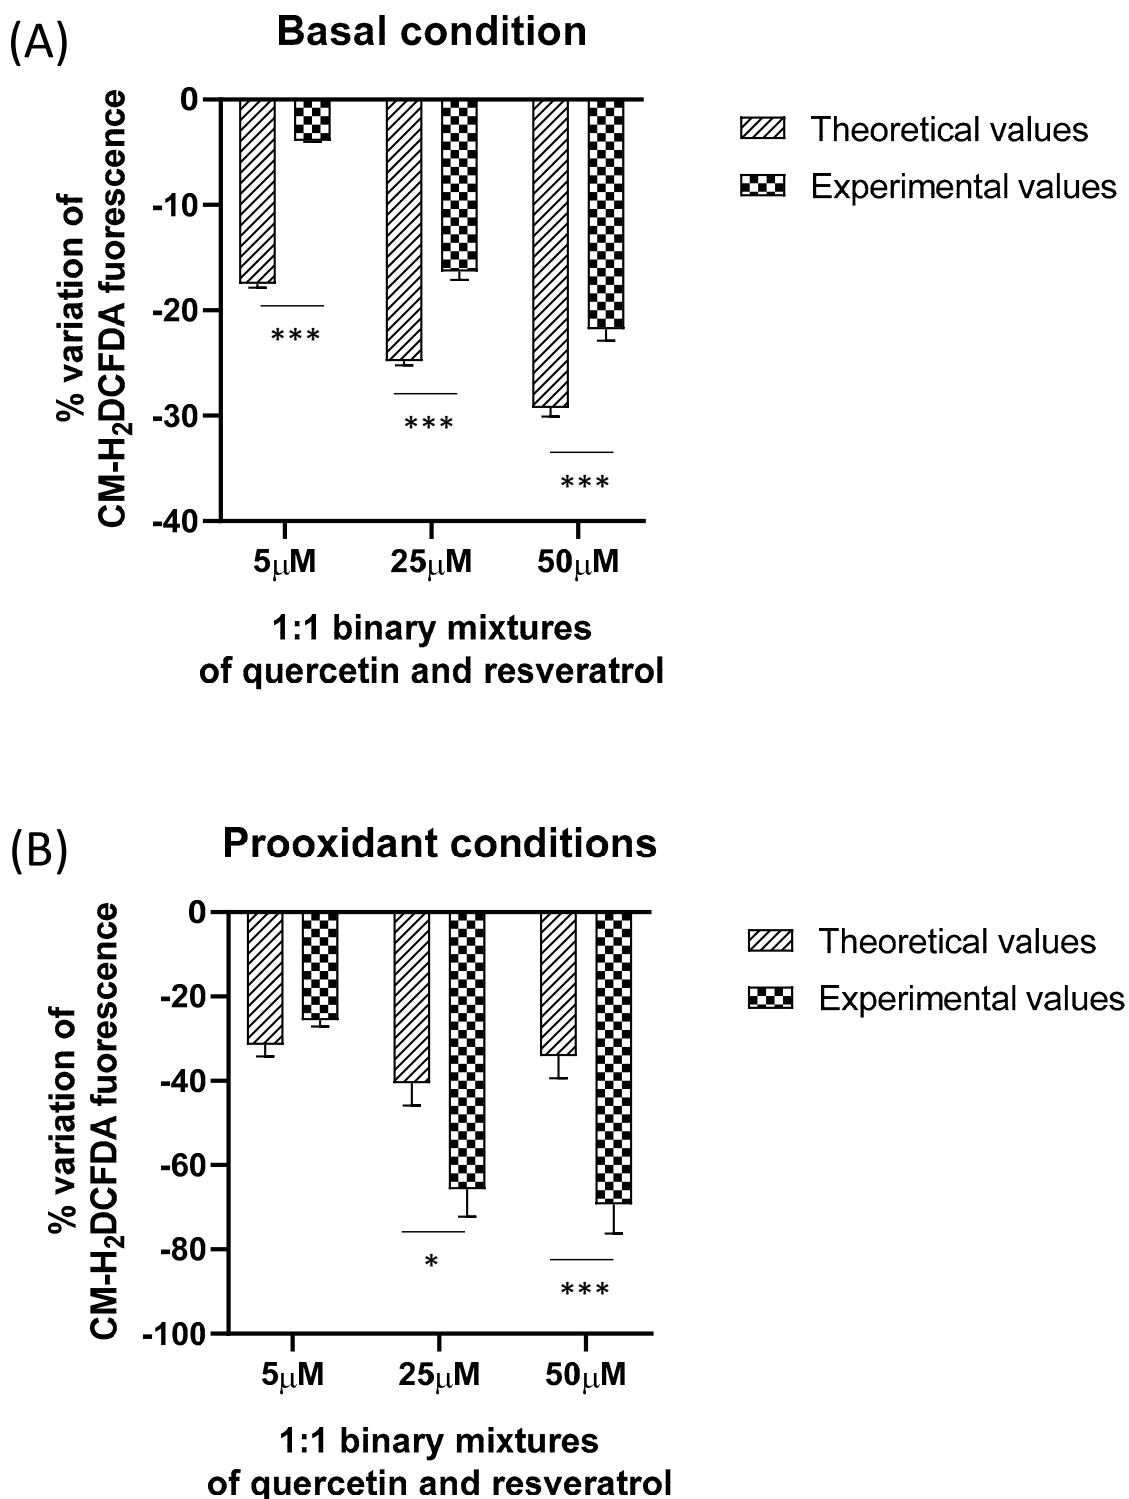 (A)
Basal condition
% variation of
CM-H₂DCFDA fuorescence
0
-10
-20
-30
-40
***
***
***
5μM 25μM 50μM
1:1 binary mixtures
of quercetin and resveratrol
Theoretical values
Experimental values
(B)
Prooxidant conditions
% variation of
CM-H₂DCFDA fuorescence
0
-20
-40
-60
-80
-100
*
***
5μM 25μM 50μM
1:1 binary mixtures
of quercetin and resveratrol
Theoretical values
Experimental values